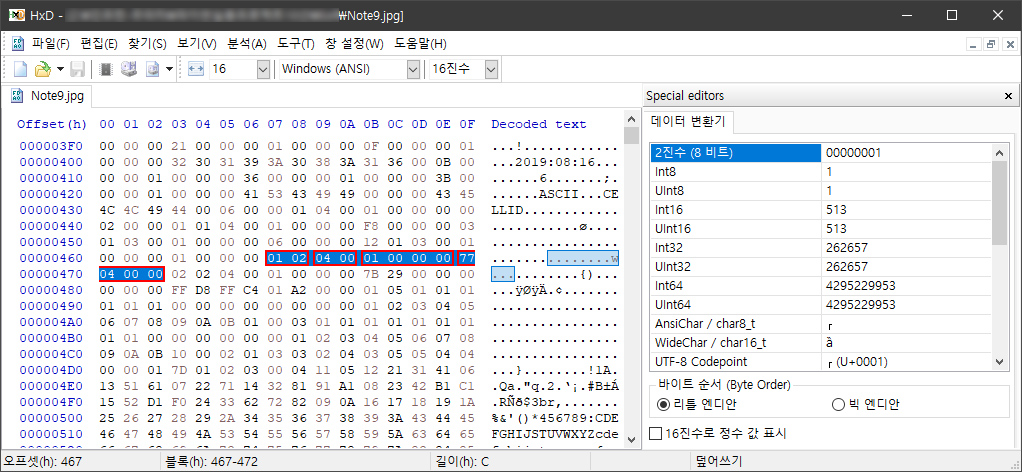 HxD - \Note9.jpg]
파일(F) 편집(E) 찾기(S) 보기(V) 분석(A) 도구(T) 창 설정(W) 도움말(H)
16 Windows (ANSI) 16진수
Note9.jpg
Offset(h) 00 01 02 03 04 05 06 07 08 09 0A 0B 0C 0D 0E 0F Decoded text
000003F0 00 00 00 21 00 00 00 01 00 00 00 0F 00 00 00 01 ...!............
00000400 00 00 00 32 30 31 39 3A 30 38 3A 31 36 00 0B 00 ...2019:08:16...
00000410 01 00 00 00 00 00 36 00 00 01 00 00 00 00 3B 00 ......6.......;.
00000420 00 00 01 00 00 00 41 53 43 49 49 00 00 00 43 45 ......ASCII...CE
00000430 4C 4C 49 44 00 06 00 00 01 04 00 01 00 00 00 00 LLID............
00000440 02 00 00 01 01 04 00 01 00 00 00 F8 00 00 00 03 ...........ø....
00000450 01 03 00 01 00 00 00 06 00 00 00 12 01 03 00 01 ................
00000460 00 00 00 01 00 00 00 01 02 04 00 01 00 00 00 77 ...............w
00000470 04 00 00 02 02 04 00 01 00 00 00 7B 29 00 00 00 ...........{)...
00000480 00 00 00 FF D8 FF C4 01 A2 00 00 01 05 01 01 01 ...ÿØÿÄ.¢.......
00000490 01 01 01 00 00 00 00 00 00 00 00 01 02 03 04 05 ................
000004A0 06 07 08 09 0A 0B 01 00 03 01 01 01 01 01 01 01 ................
000004B0 01 01 00 00 00 00 00 00 01 02 03 04 05 06 07 08 ................
000004C0 09 0A 0B 10 00 02 01 03 03 02 04 03 05 05 04 04 ................
000004D0 00 00 01 7D 01 02 03 00 04 11 05 12 21 31 41 06 ...}........!1A.
000004E0 13 51 61 07 22 71 14 32 81 91 A1 08 23 42 B1 C1 .Qa."q.2.‘¡.#B±Á
000004F0 15 52 D1 F0 24 33 62 72 82 09 0A 16 17 18 19 1A .RÑð$3br‚.......
00000500 25 26 27 28 29 2A 34 35 36 37 38 39 3A 43 44 45 %&'()*456789:CDE
00000510 46 47 48 49 4A 53 54 55 56 57 58 59 5A 63 64 65 FGHIJSTUVWXYZcde
Special editors
데이터 변환기
2진수 (8 비트) 00000001
Int8 1
UInt8 1
Int16 513
UInt16 513
Int32 262657
UInt32 262657
Int64 4295229953
UInt64 4295229953
AnsiChar / char8_t ┌
WideChar / char16_t ȁ
UTF-8 Codepoint ┌ (U+0001)
바이트 순서 (Byte Order)
리틀 엔디안 빅 엔디안
16진수로 정수 값 표시
오프셋(h): 467 블록(h): 467-472 길이(h): C 덮어쓰기